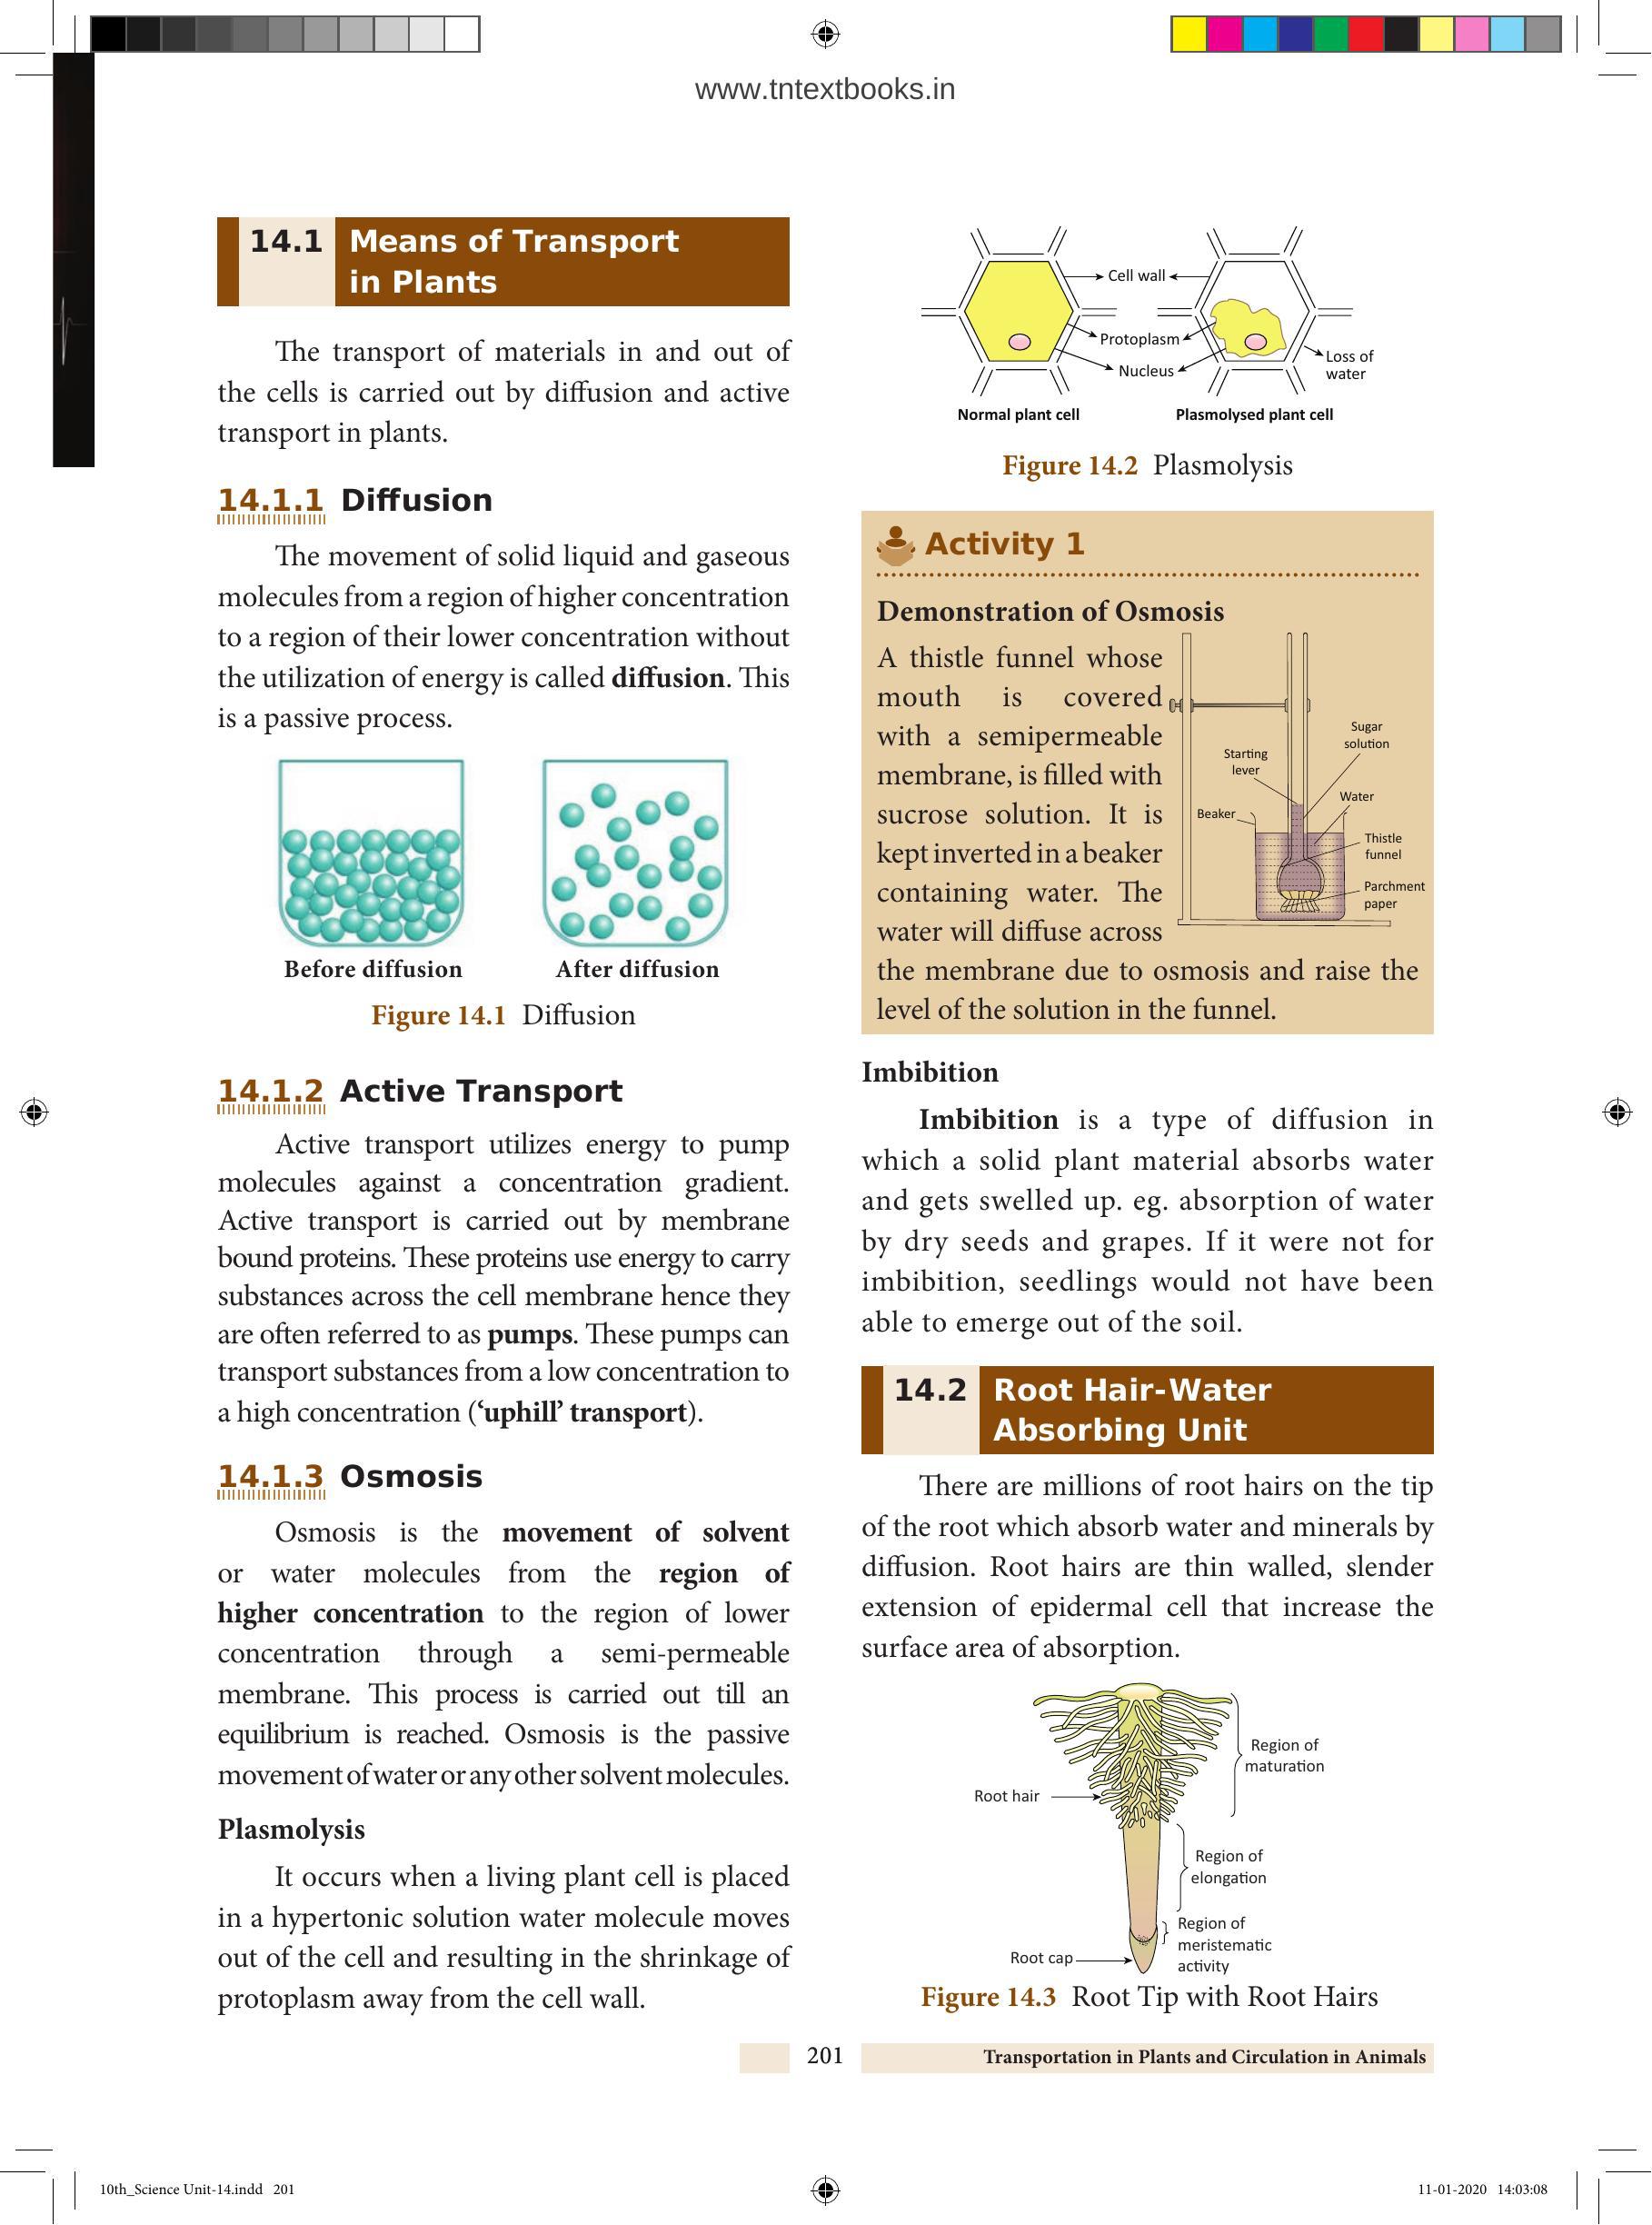 www.tntextbooks.in
14.1 Means of Transport
in Plants
The transport of materials in and out of
the cells is carried out by diffusion and active
transport in plants.
14.1.1 Diffusion
The movement of solid liquid and gaseous
molecules from a region of higher concentration
to a region of their lower concentration without
the utilization of energy is called diffusion. This
is a passive process.
Before diffusion After diffusion
Figure 14.1 Diffusion
14.1.2 Active Transport
Active transport utilizes energy to pump
molecules against a concentration gradient.
Active transport is carried out by membrane
bound proteins. These proteins use energy to carry
substances across the cell membrane hence they
are often referred to as pumps. These pumps can
transport substances from a low concentration to
a high concentration (‘uphill’ transport).
14.1.3 Osmosis
Osmosis is the movement of solvent
or water molecules from the region of
higher concentration to the region of lower
concentration through a semi-permeable
membrane. This process is carried out till an
equilibrium is reached. Osmosis is the passive
movement of water or any other solvent molecules.
Plasmolysis
It occurs when a living plant cell is placed
in a hypertonic solution water molecule moves
out of the cell and resulting in the shrinkage of
protoplasm away from the cell wall.
Cell wall
Protoplasm
Nucleus
Loss of
water
Normal plant cell Plasmolysed plant cell
Figure 14.2 Plasmolysis
Activity 1
Demonstration of Osmosis
A thistle funnel whose
mouth is covered
with a semipermeable
membrane, is filled with
sucrose solution. It is
kept inverted in a beaker
containing water. The
water will diffuse across
the membrane due to osmosis and raise the
level of the solution in the funnel.
Sugar
solution
Starting
lever
Water
Beaker
Thistle
funnel
Parchment
paper
Imbibition
Imbibition is a type of diffusion in
which a solid plant material absorbs water
and gets swelled up. eg. absorption of water
by dry seeds and grapes. If it were not for
imbibition, seedlings would not have been
able to emerge out of the soil.
14.2 Root Hair-Water
Absorbing Unit
There are millions of root hairs on the tip
of the root which absorb water and minerals by
diffusion. Root hairs are thin walled, slender
extension of epidermal cell that increase the
surface area of absorption.
Region of
maturation
Root hair
Region of
elongation
Region of
meristematic
activity
Root cap
Figure 14.3 Root Tip with Root Hairs
201 Transportation in Plants and Circulation in Animals
10th_Science Unit-14.indd 201 11-01-2020 14:03:08